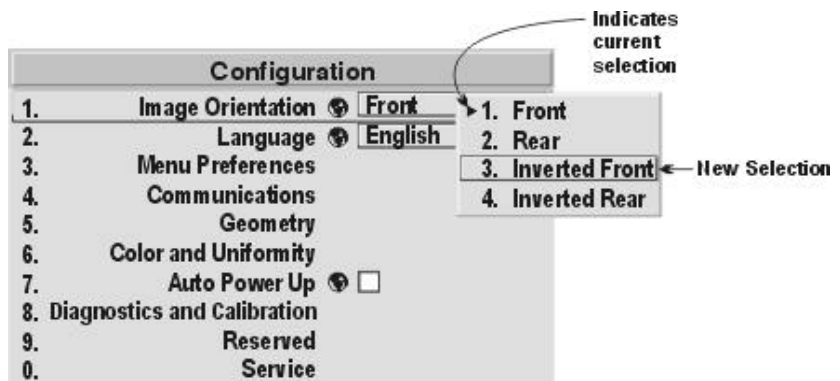 Indicates
current
selection
Configuration
1. Image Orientation Front
2. Language English
3. Menu Preferences
4. Communications
5. Geometry
6. Color and Uniformity
7. Auto Power Up
8. Diagnostics and Calibration
9. Reserved
0. Service
1. Front
2. Rear
3. Inverted Front
4. Inverted Rear
New Selection